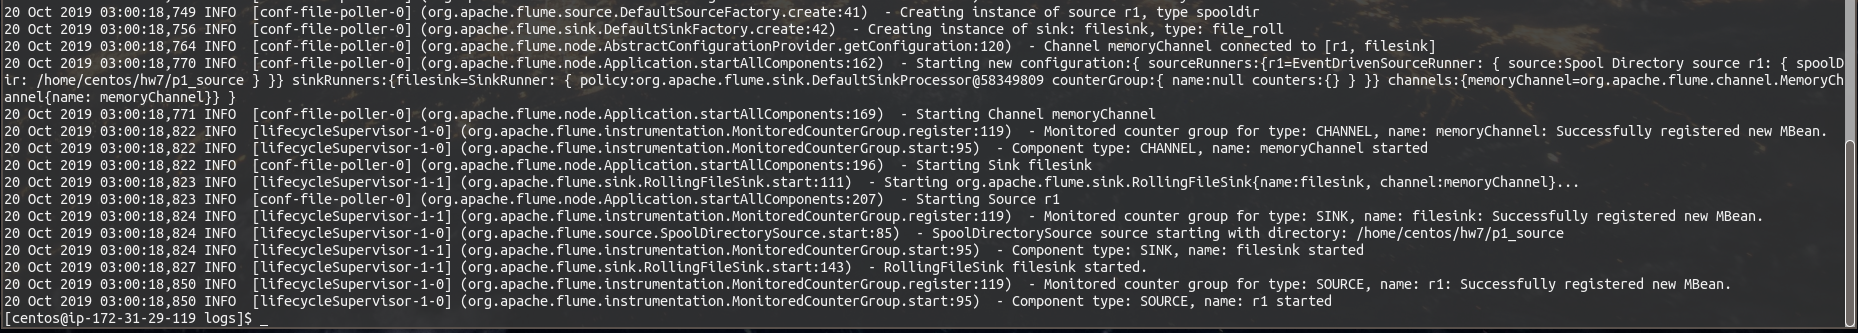 20 Oct 2019 03:00:18,749 INFO  [conf-file-poller-0] (org.apache.flume.source.DefaultSourceFactory.create:41)  - Creating instance of source r1, type spooldir
20 Oct 2019 03:00:18,756 INFO  [conf-file-poller-0] (org.apache.flume.sink.DefaultSinkFactory.create:42)  - Creating instance of sink: filesink, type: file_roll
20 Oct 2019 03:00:18,764 INFO  [conf-file-poller-0] (org.apache.flume.node.AbstractConfigurationProvider.getConfiguration:120)  - Channel memoryChannel connected to [r1, filesink]
20 Oct 2019 03:00:18,770 INFO  [conf-file-poller-0] (org.apache.flume.node.Application.startAllComponents:162)  - Starting new configuration:{ sourceRunners:{r1=EventDrivenSourceRunner: { source:Spool Directory source r1: { spoolD
ir: /home/centos/hw7/p1_source } }} sinkRunners:{filesink=SinkRunner: { policy:org.apache.flume.sink.DefaultSinkProcessor@58349809 counterGroup:{ name:null counters:{} } }} channels:{memoryChannel=org.apache.flume.channel.MemoryCh
annel{name: memoryChannel}} }
20 Oct 2019 03:00:18,771 INFO  [conf-file-poller-0] (org.apache.flume.node.Application.startAllComponents:169)  - Starting Channel memoryChannel
20 Oct 2019 03:00:18,822 INFO  [lifecycleSupervisor-1-0] (org.apache.flume.instrumentation.MonitoredCounterGroup.register:119)  - Monitored counter group for type: CHANNEL, name: memoryChannel: Successfully registered new MBean.
20 Oct 2019 03:00:18,822 INFO  [lifecycleSupervisor-1-0] (org.apache.flume.instrumentation.MonitoredCounterGroup.start:95)  - Component type: CHANNEL, name: memoryChannel started
20 Oct 2019 03:00:18,822 INFO  [conf-file-poller-0] (org.apache.flume.node.Application.startAllComponents:196)  - Starting Sink filesink
20 Oct 2019 03:00:18,823 INFO  [lifecycleSupervisor-1-1] (org.apache.flume.sink.RollingFileSink.start:111)  - Starting org.apache.flume.sink.RollingFileSink{name:filesink, channel:memoryChannel}...
20 Oct 2019 03:00:18,823 INFO  [conf-file-poller-0] (org.apache.flume.node.Application.startAllComponents:207)  - Starting Source r1
20 Oct 2019 03:00:18,824 INFO  [lifecycleSupervisor-1-1] (org.apache.flume.instrumentation.MonitoredCounterGroup.register:119)  - Monitored counter group for type: SINK, name: filesink: Successfully registered new MBean.
20 Oct 2019 03:00:18,824 INFO  [lifecycleSupervisor-1-0] (org.apache.flume.source.SpoolDirectorySource.start:85)  - SpoolDirectorySource source starting with directory: /home/centos/hw7/p1_source
20 Oct 2019 03:00:18,824 INFO  [lifecycleSupervisor-1-1] (org.apache.flume.instrumentation.MonitoredCounterGroup.start:95)  - Component type: SINK, name: filesink started
20 Oct 2019 03:00:18,827 INFO  [lifecycleSupervisor-1-1] (org.apache.flume.sink.RollingFileSink.start:143)  - RollingFileSink filesink started.
20 Oct 2019 03:00:18,850 INFO  [lifecycleSupervisor-1-0] (org.apache.flume.instrumentation.MonitoredCounterGroup.register:119)  - Monitored counter group for type: SOURCE, name: r1: Successfully registered new MBean.
20 Oct 2019 03:00:18,850 INFO  [lifecycleSupervisor-1-0] (org.apache.flume.instrumentation.MonitoredCounterGroup.start:95)  - Component type: SOURCE, name: r1 started
[centos@ip-172-31-29-119 logs]$ _